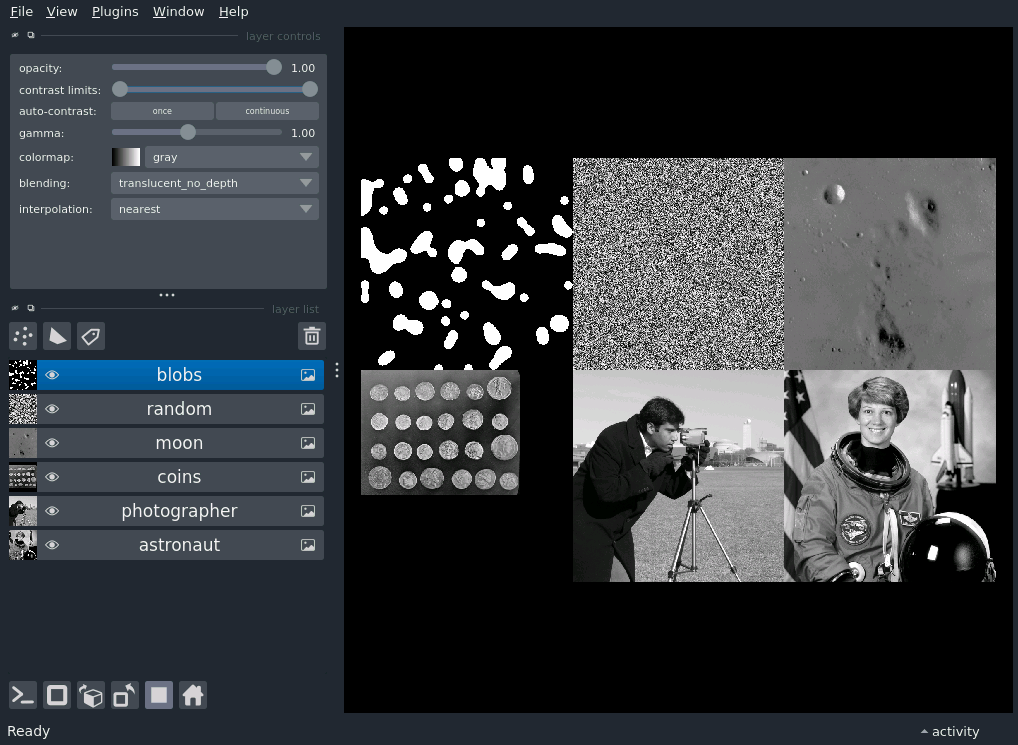 File View Plugins Window Help
layer controls
opacity: 1.00
contrast limits:
auto-contrast: once continuous
gamma: 1.00
colormap: gray
blending: translucent_no_depth
interpolation: nearest
layer list
blobs
random
moon
coins
photographer
astronaut
Ready
activity